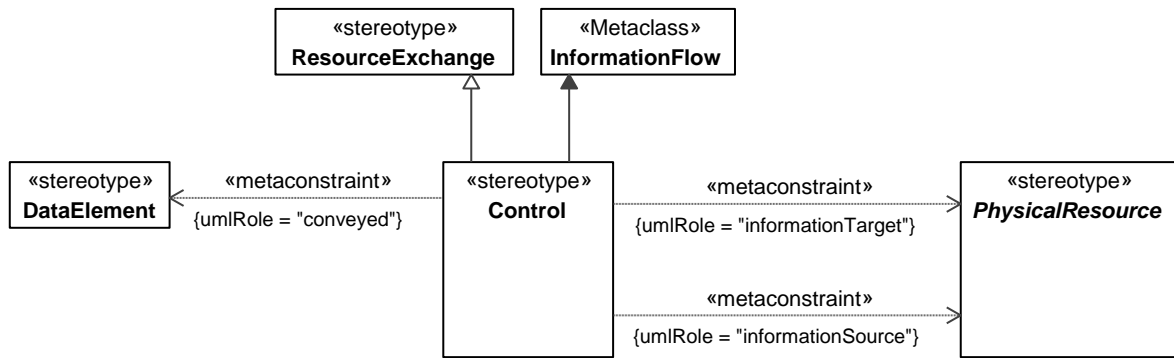 «stereotype»
ResourceExchange
«Metaclass»
InformationFlow
«stereotype»
DataElement
«metaconstraint»
{umlRole = "conveyed"}
«stereotype»
Control
«metaconstraint»
{umlRole = "informationTarget"}
«metaconstraint»
{umlRole = "informationSource"}
«stereotype»
PhysicalResource